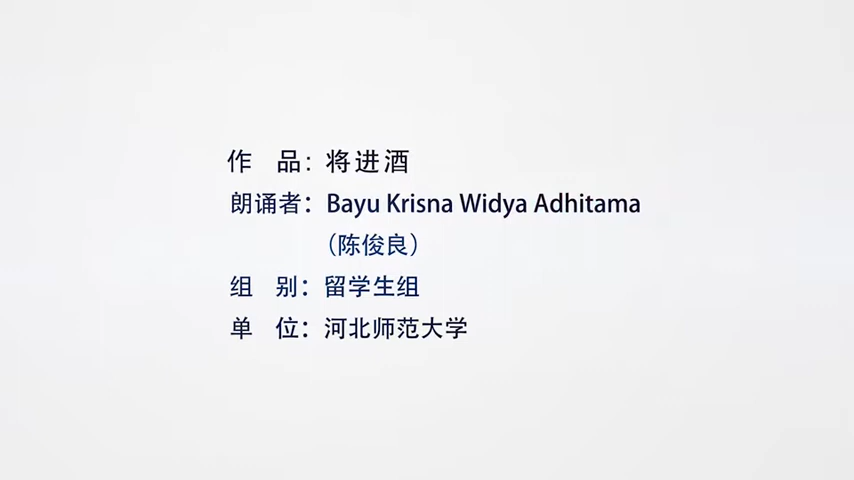 作 品：将进酒
朗诵者：Bayu Krisna Widya Adhitama
（陈俊良）
组 别：留学生组
单 位：河北师范大学